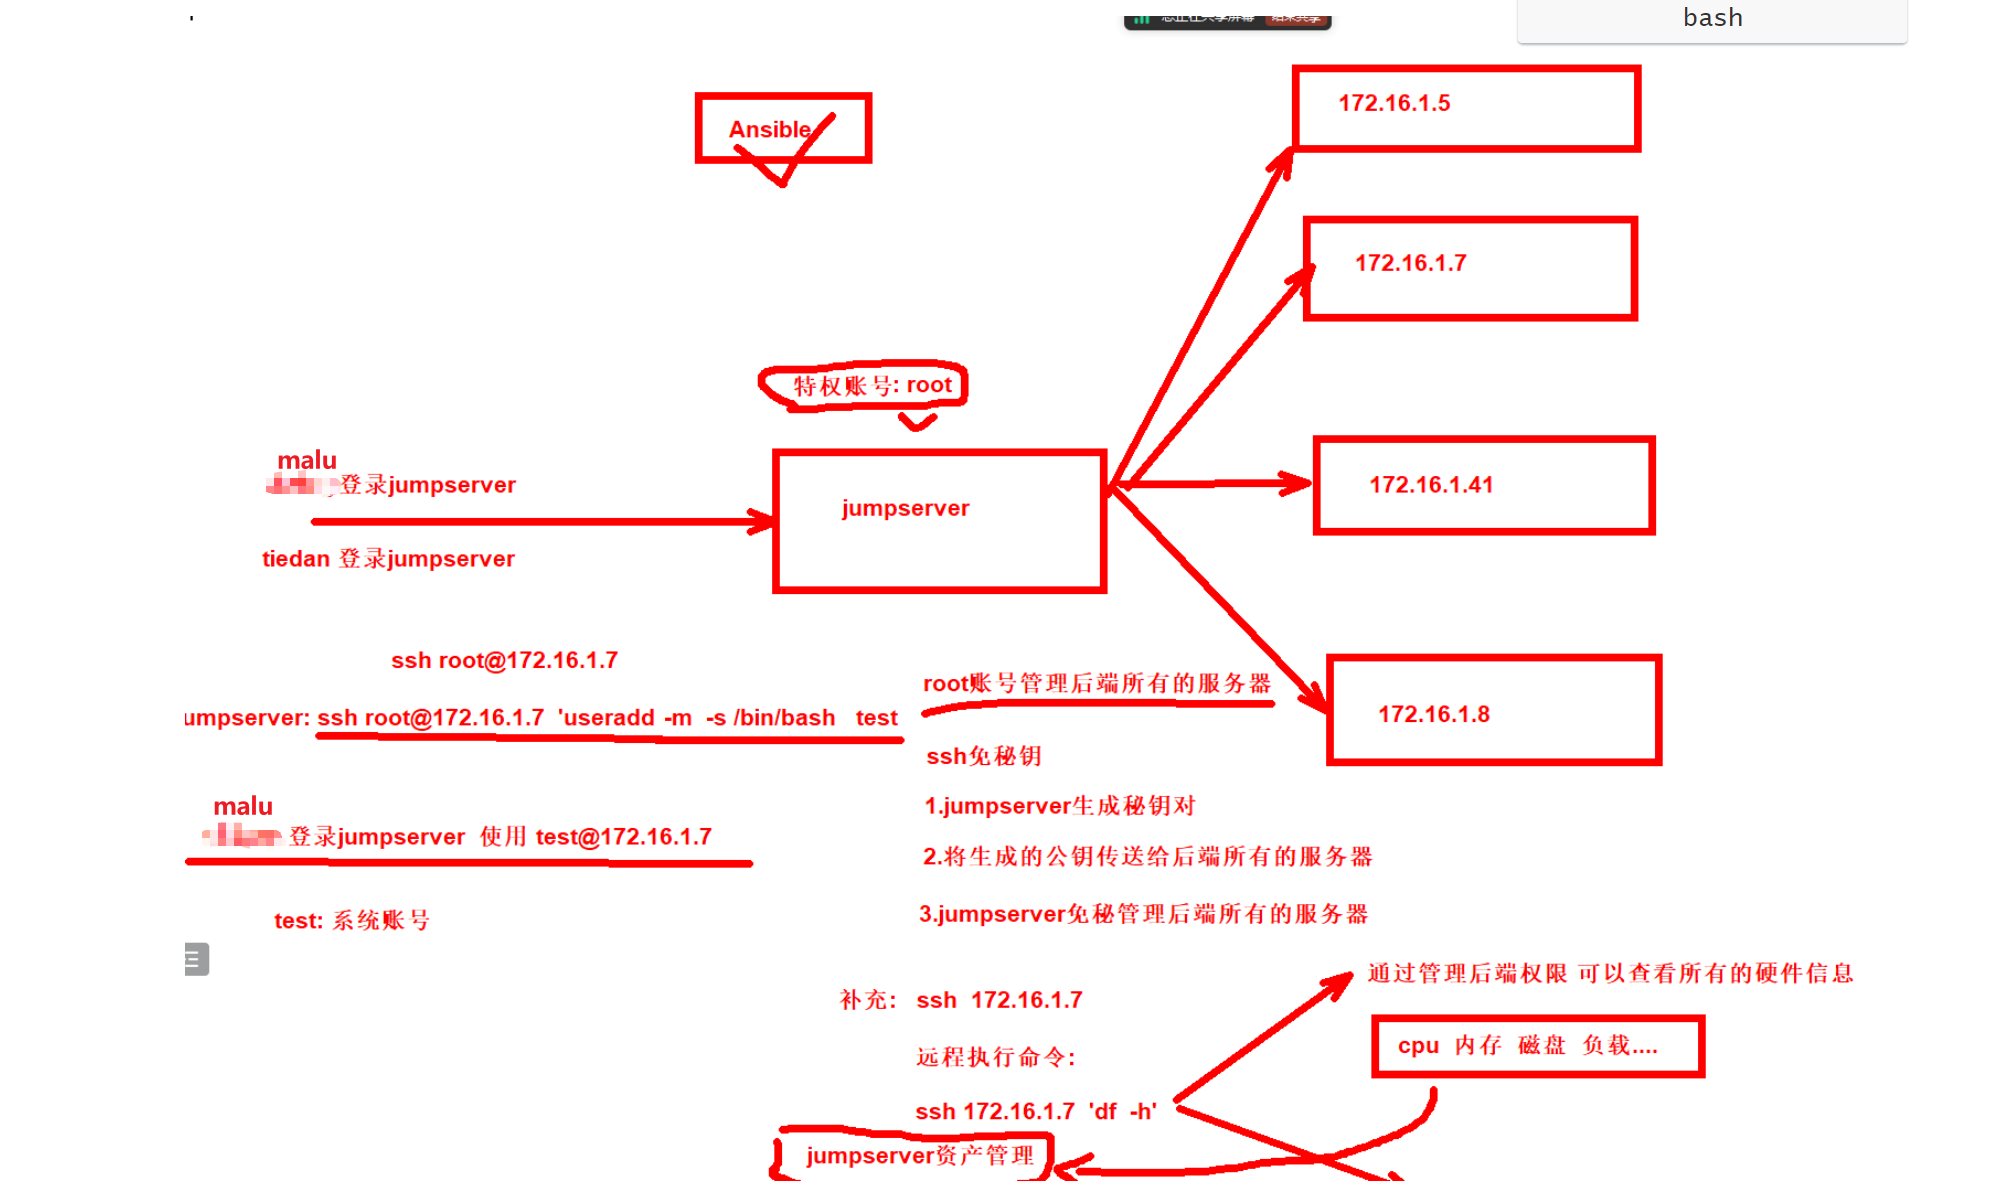 bash
172.16.1.5
Ansible
172.16.1.7
特权账号: root
malu
登录jumpserver
172.16.1.41
jumpserver
tiedan 登录jumpserver
ssh root@172.16.1.7
root账号管理后端所有的服务器
umpserver: ssh root@172.16.1.7 'useradd -m -s /bin/bash test
172.16.1.8
ssh免秘钥
malu
1.jumpserver生成秘钥对
登录jumpserver 使用 test@172.16.1.7
2.将生成的公钥传送给后端所有的服务器
test: 系统账号
3.jumpserver免秘管理后端所有的服务器
通过管理后端权限 可以查看所有的硬件信息
补充: ssh 172.16.1.7
cpu 内存 磁盘 负载....
远程执行命令:
ssh 172.16.1.7 'df -h'
jumpserver资产管理